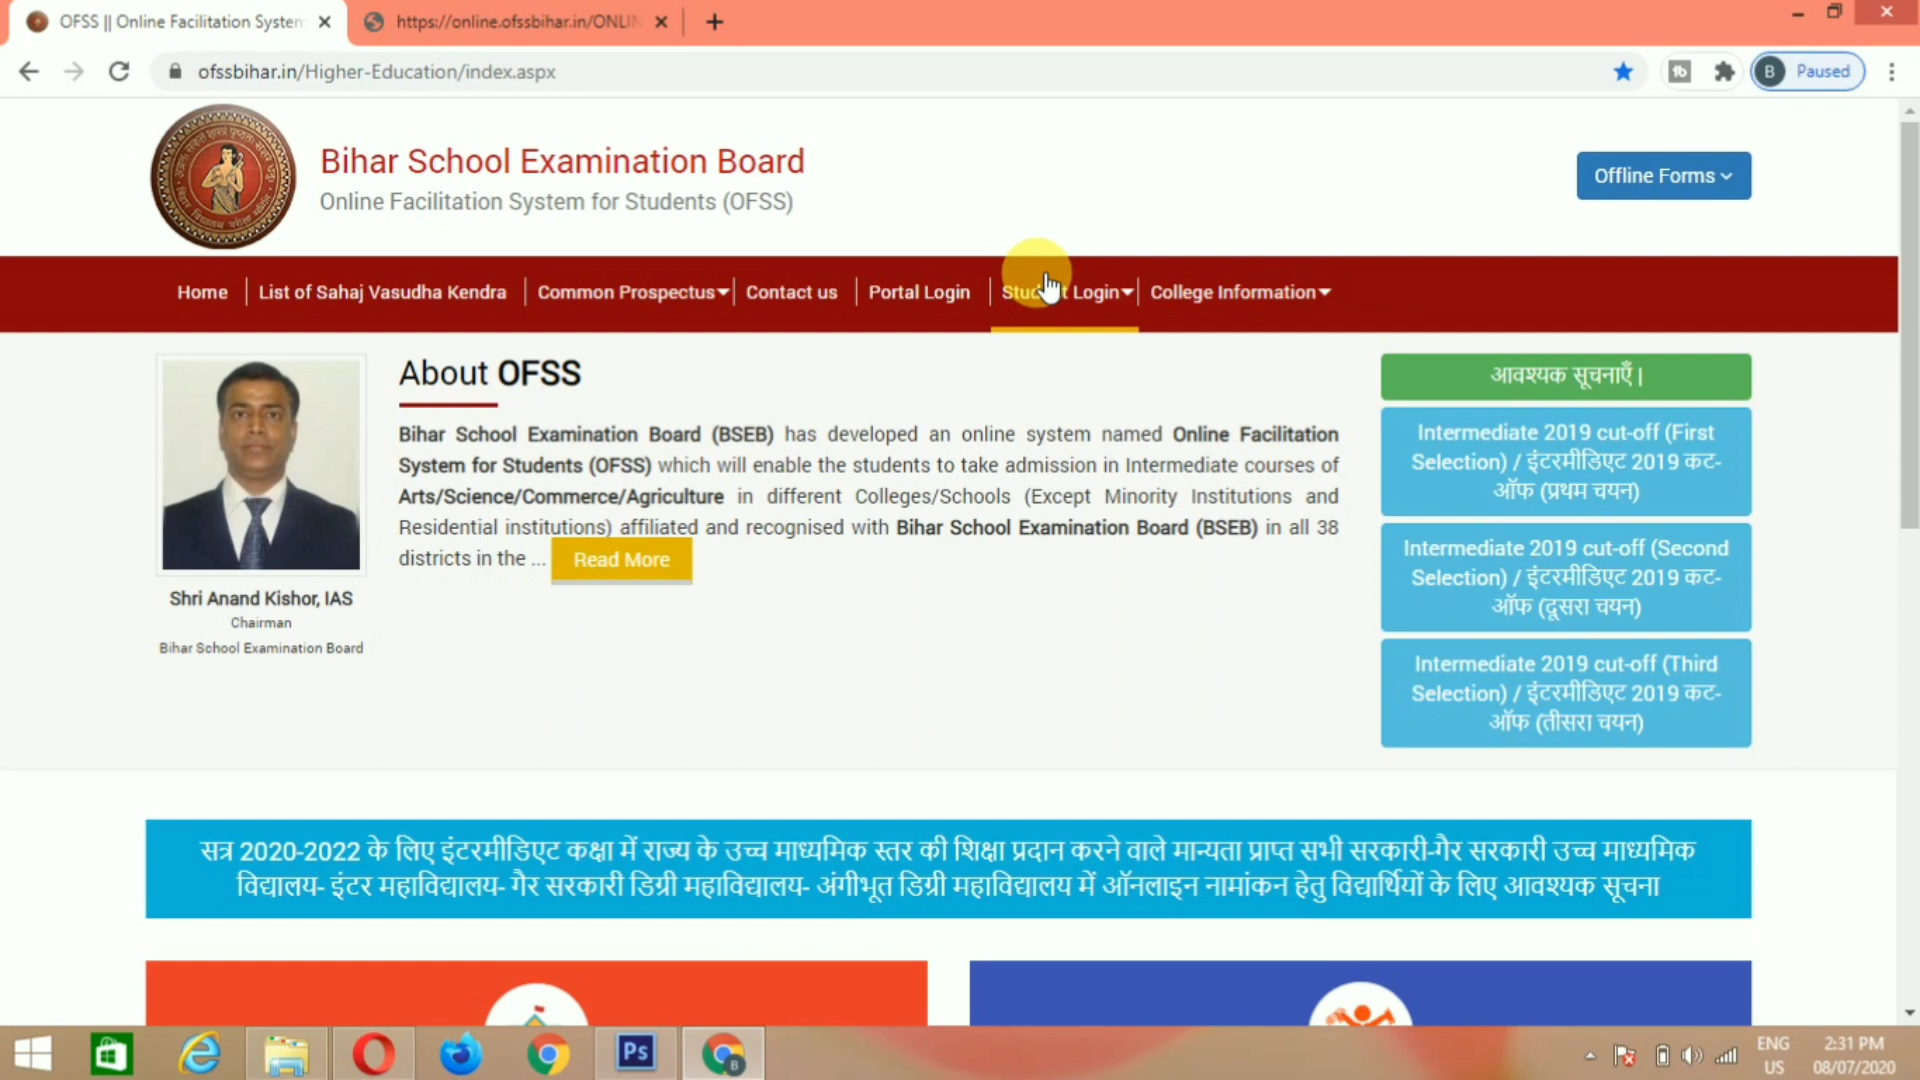 OFSS || Online Facilitation System
https://online.ofssbihar.in/ONLIN
ofssbihar.in/Higher-Education/index.aspx
B
Paused
Bihar School Examination Board
Online Facilitation System for Students (OFSS)
Offline Forms
Home
List of Sahaj Vasudha Kendra
Common Prospectus
Contact us
Portal Login
Student Login
College Information
About OFSS
Bihar School Examination Board (BSEB) has developed an online system named Online Facilitation
System for Students (OFSS) which will enable the students to take admission in Intermediate courses of
Arts/Science/Commerce/Agriculture in different Colleges/Schools (Except Minority Institutions and
Residential institutions) affiliated and recognised with Bihar School Examination Board (BSEB) in all 38
districts in the ... Read More
Shri Anand Kishor, IAS
Chairman
Bihar School Examination Board
आवश्यक सूचनाएँ |
Intermediate 2019 cut-off (First
Selection) / इंटरमीडिएट 2019 कट-
ऑफ (प्रथम चयन)
Intermediate 2019 cut-off (Second
Selection) / इंटरमीडिएट 2019 कट-
ऑफ (दूसरा चयन)
Intermediate 2019 cut-off (Third
Selection) / इंटरमीडिएट 2019 कट-
ऑफ (तीसरा चयन)
सत्र 2020-2022 के लिए इंटरमीडिएट कक्षा में राज्य के उच्च माध्यमिक स्तर की शिक्षा प्रदान करने वाले मान्यता प्राप्त सभी सरकारी-गैर सरकारी उच्च माध्यमिक
विद्यालय- इंटर महाविद्यालय- गैर सरकारी डिग्री महाविद्यालय- अंगीभूत डिग्री महाविद्यालय में ऑनलाइन नामांकन हेतु विद्यार्थियों के लिए आवश्यक सूचना
Ps
B
ENG
US
2:31 PM
08/07/2020